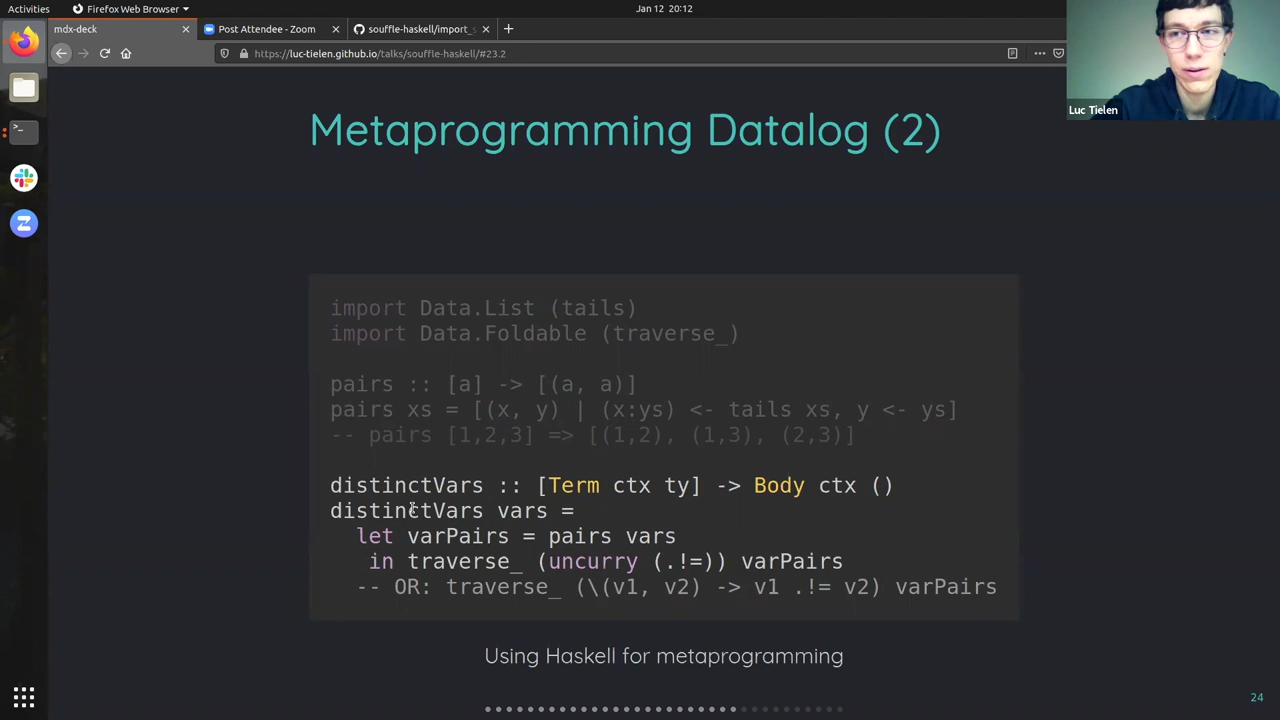 Activities
Firefox Web Browser
Jan 12 20:12
mdx-deck
Post Attendee - Zoom
souffle-haskell/import_s
https://luc-tielen.github.io/talks/souffle-haskell/#23.2
Luc Tielen
Metaprogramming Datalog (2)
import Data.List (tails)
import Data.Foldable (traverse_)
pairs :: [a] -> [(a, a)]
pairs xs = [(x, y) | (x:ys) <- tails xs, y <- ys]
-- pairs [1,2,3] => [(1,2), (1,3), (2,3)]
distinctVars :: [Term ctx ty] -> Body ctx ()
distinctVars vars =
let varPairs = pairs vars
in traverse_ (uncurry (.!=)) varPairs
-- OR: traverse_ (\(v1, v2) -> v1 .!= v2) varPairs
Using Haskell for metaprogramming
24